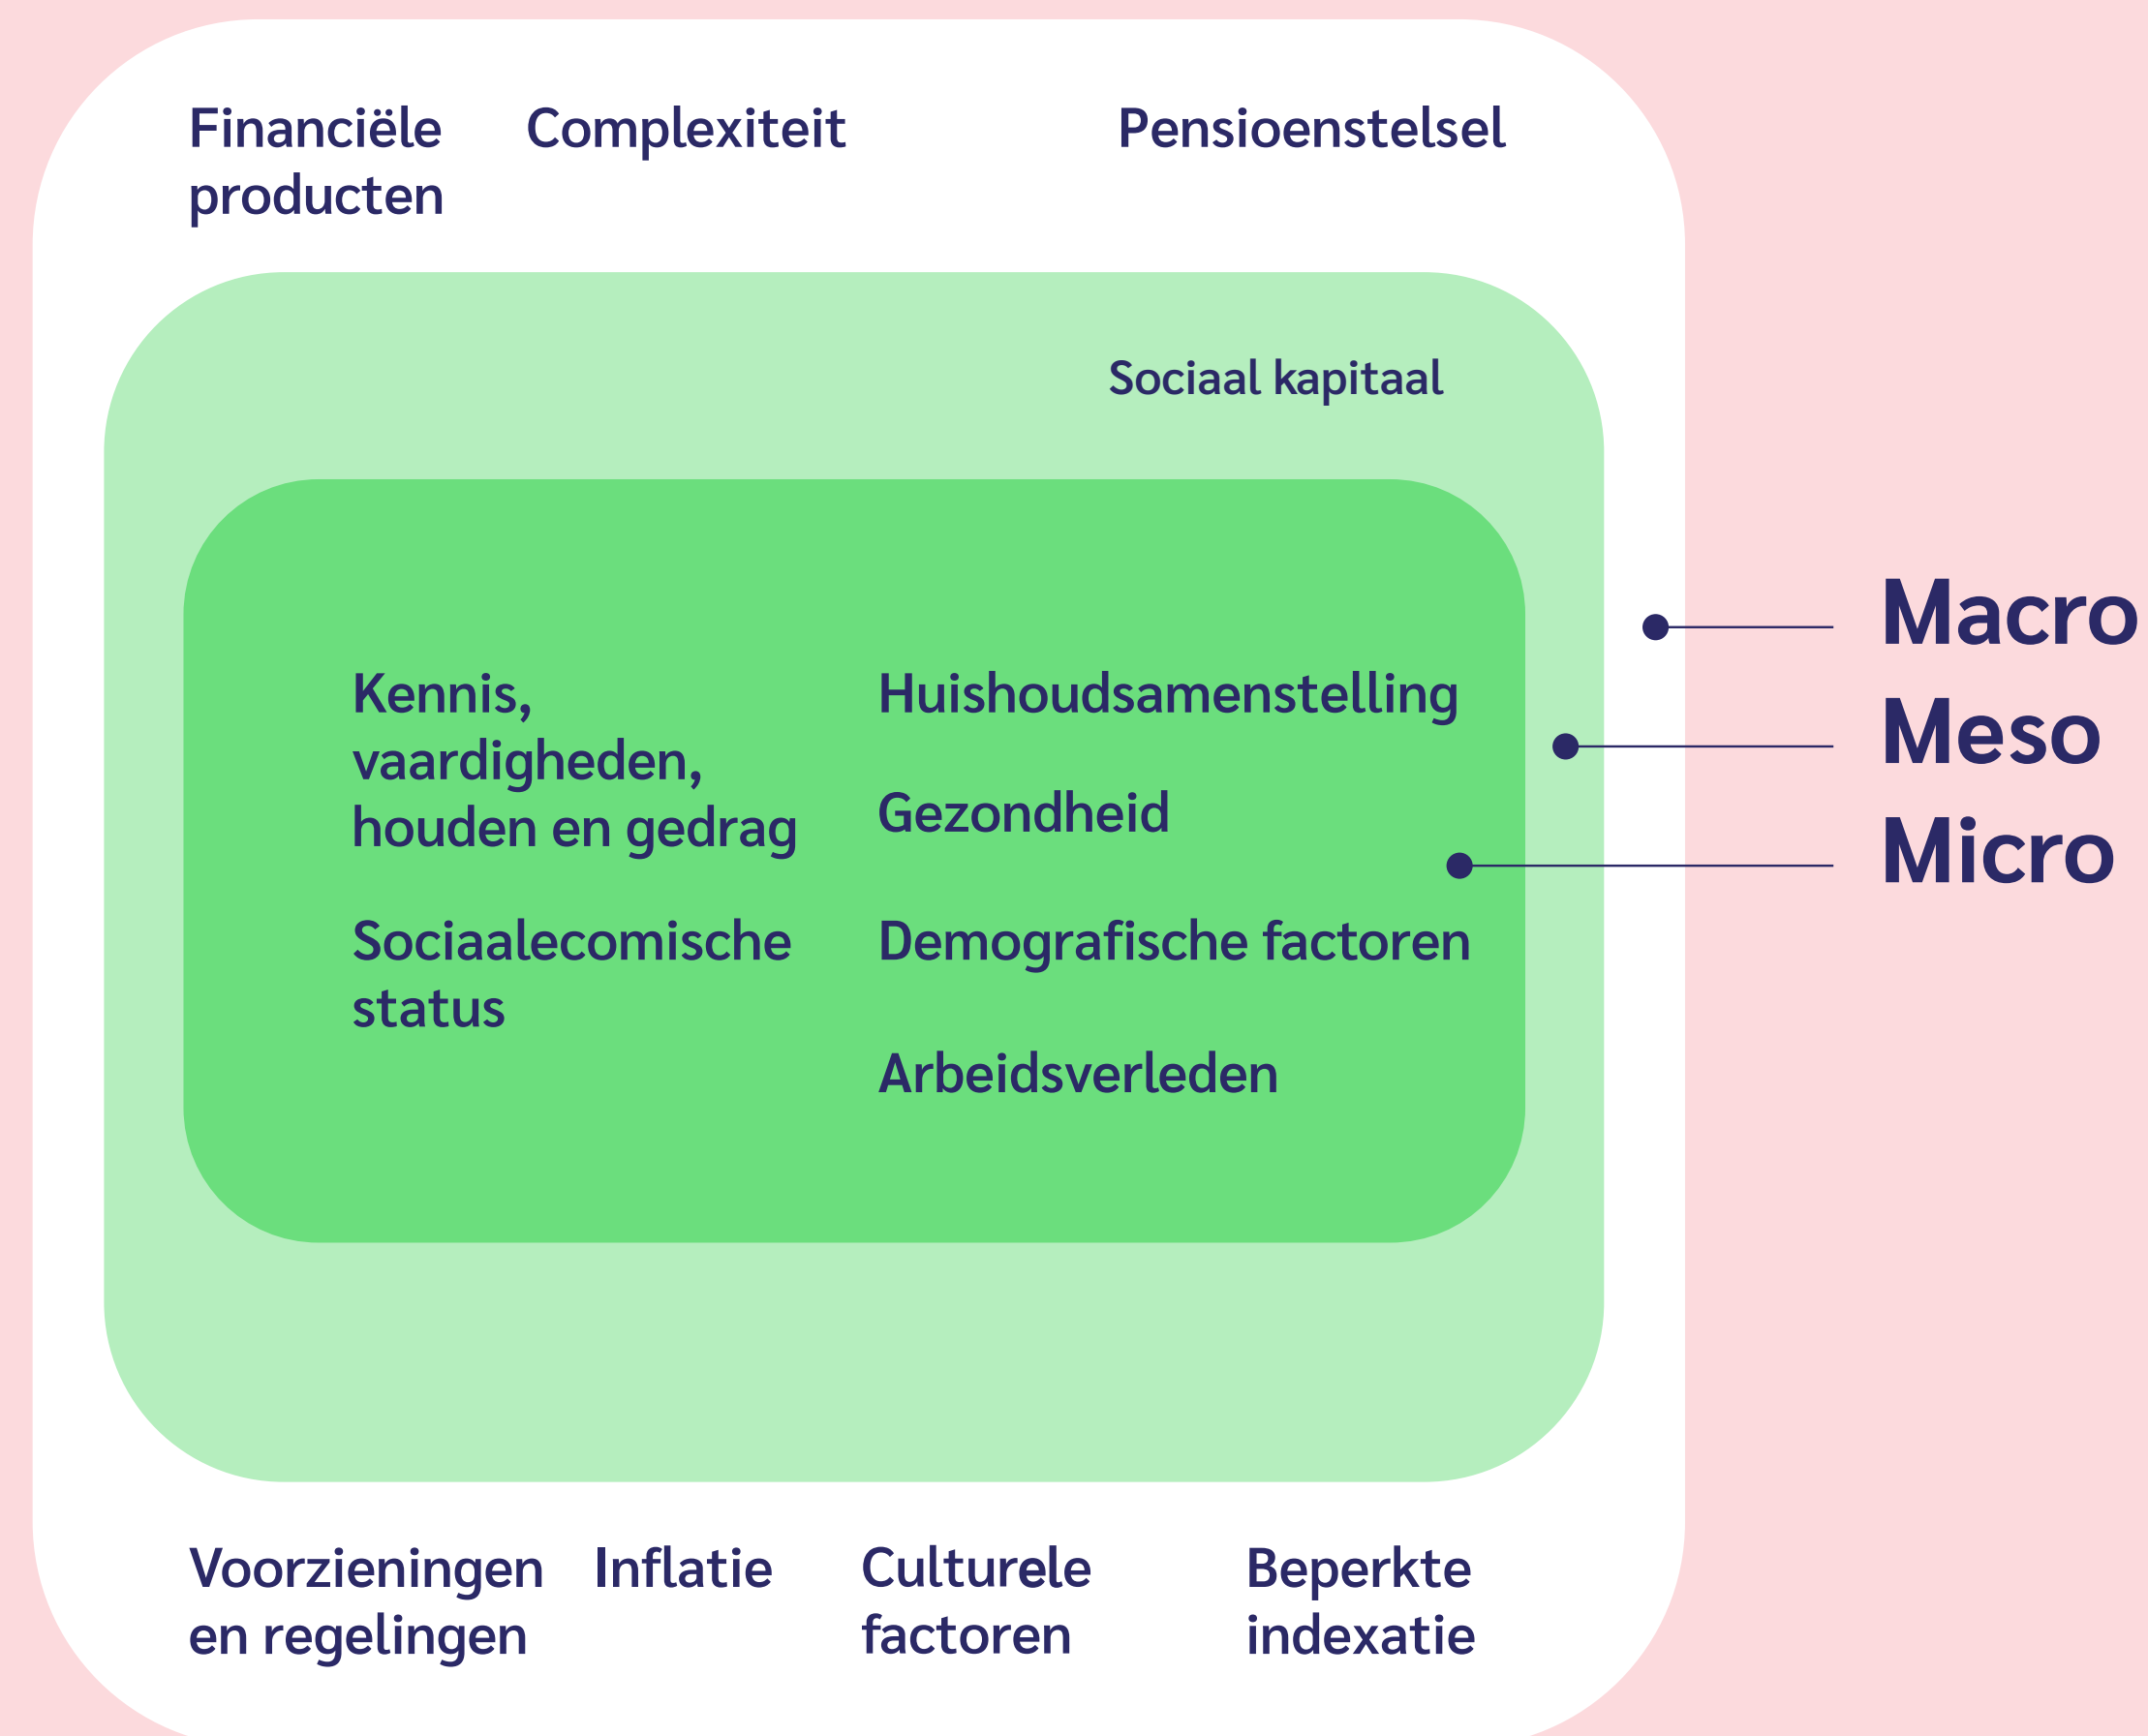 Financiële
producten
Complexiteit
Pensioenstelsel
Sociaal kapitaal
Kennis,
vaardigheden,
houden en gedrag
Sociaalecomische
status
Huishoudsamenstelling
Gezondheid
Demografische factoren
Arbeidsverleden
Macro
Meso
Micro
Voorzieningen
en regelingen
Inflatie
Culturele
factoren
Beperkte
indexatie